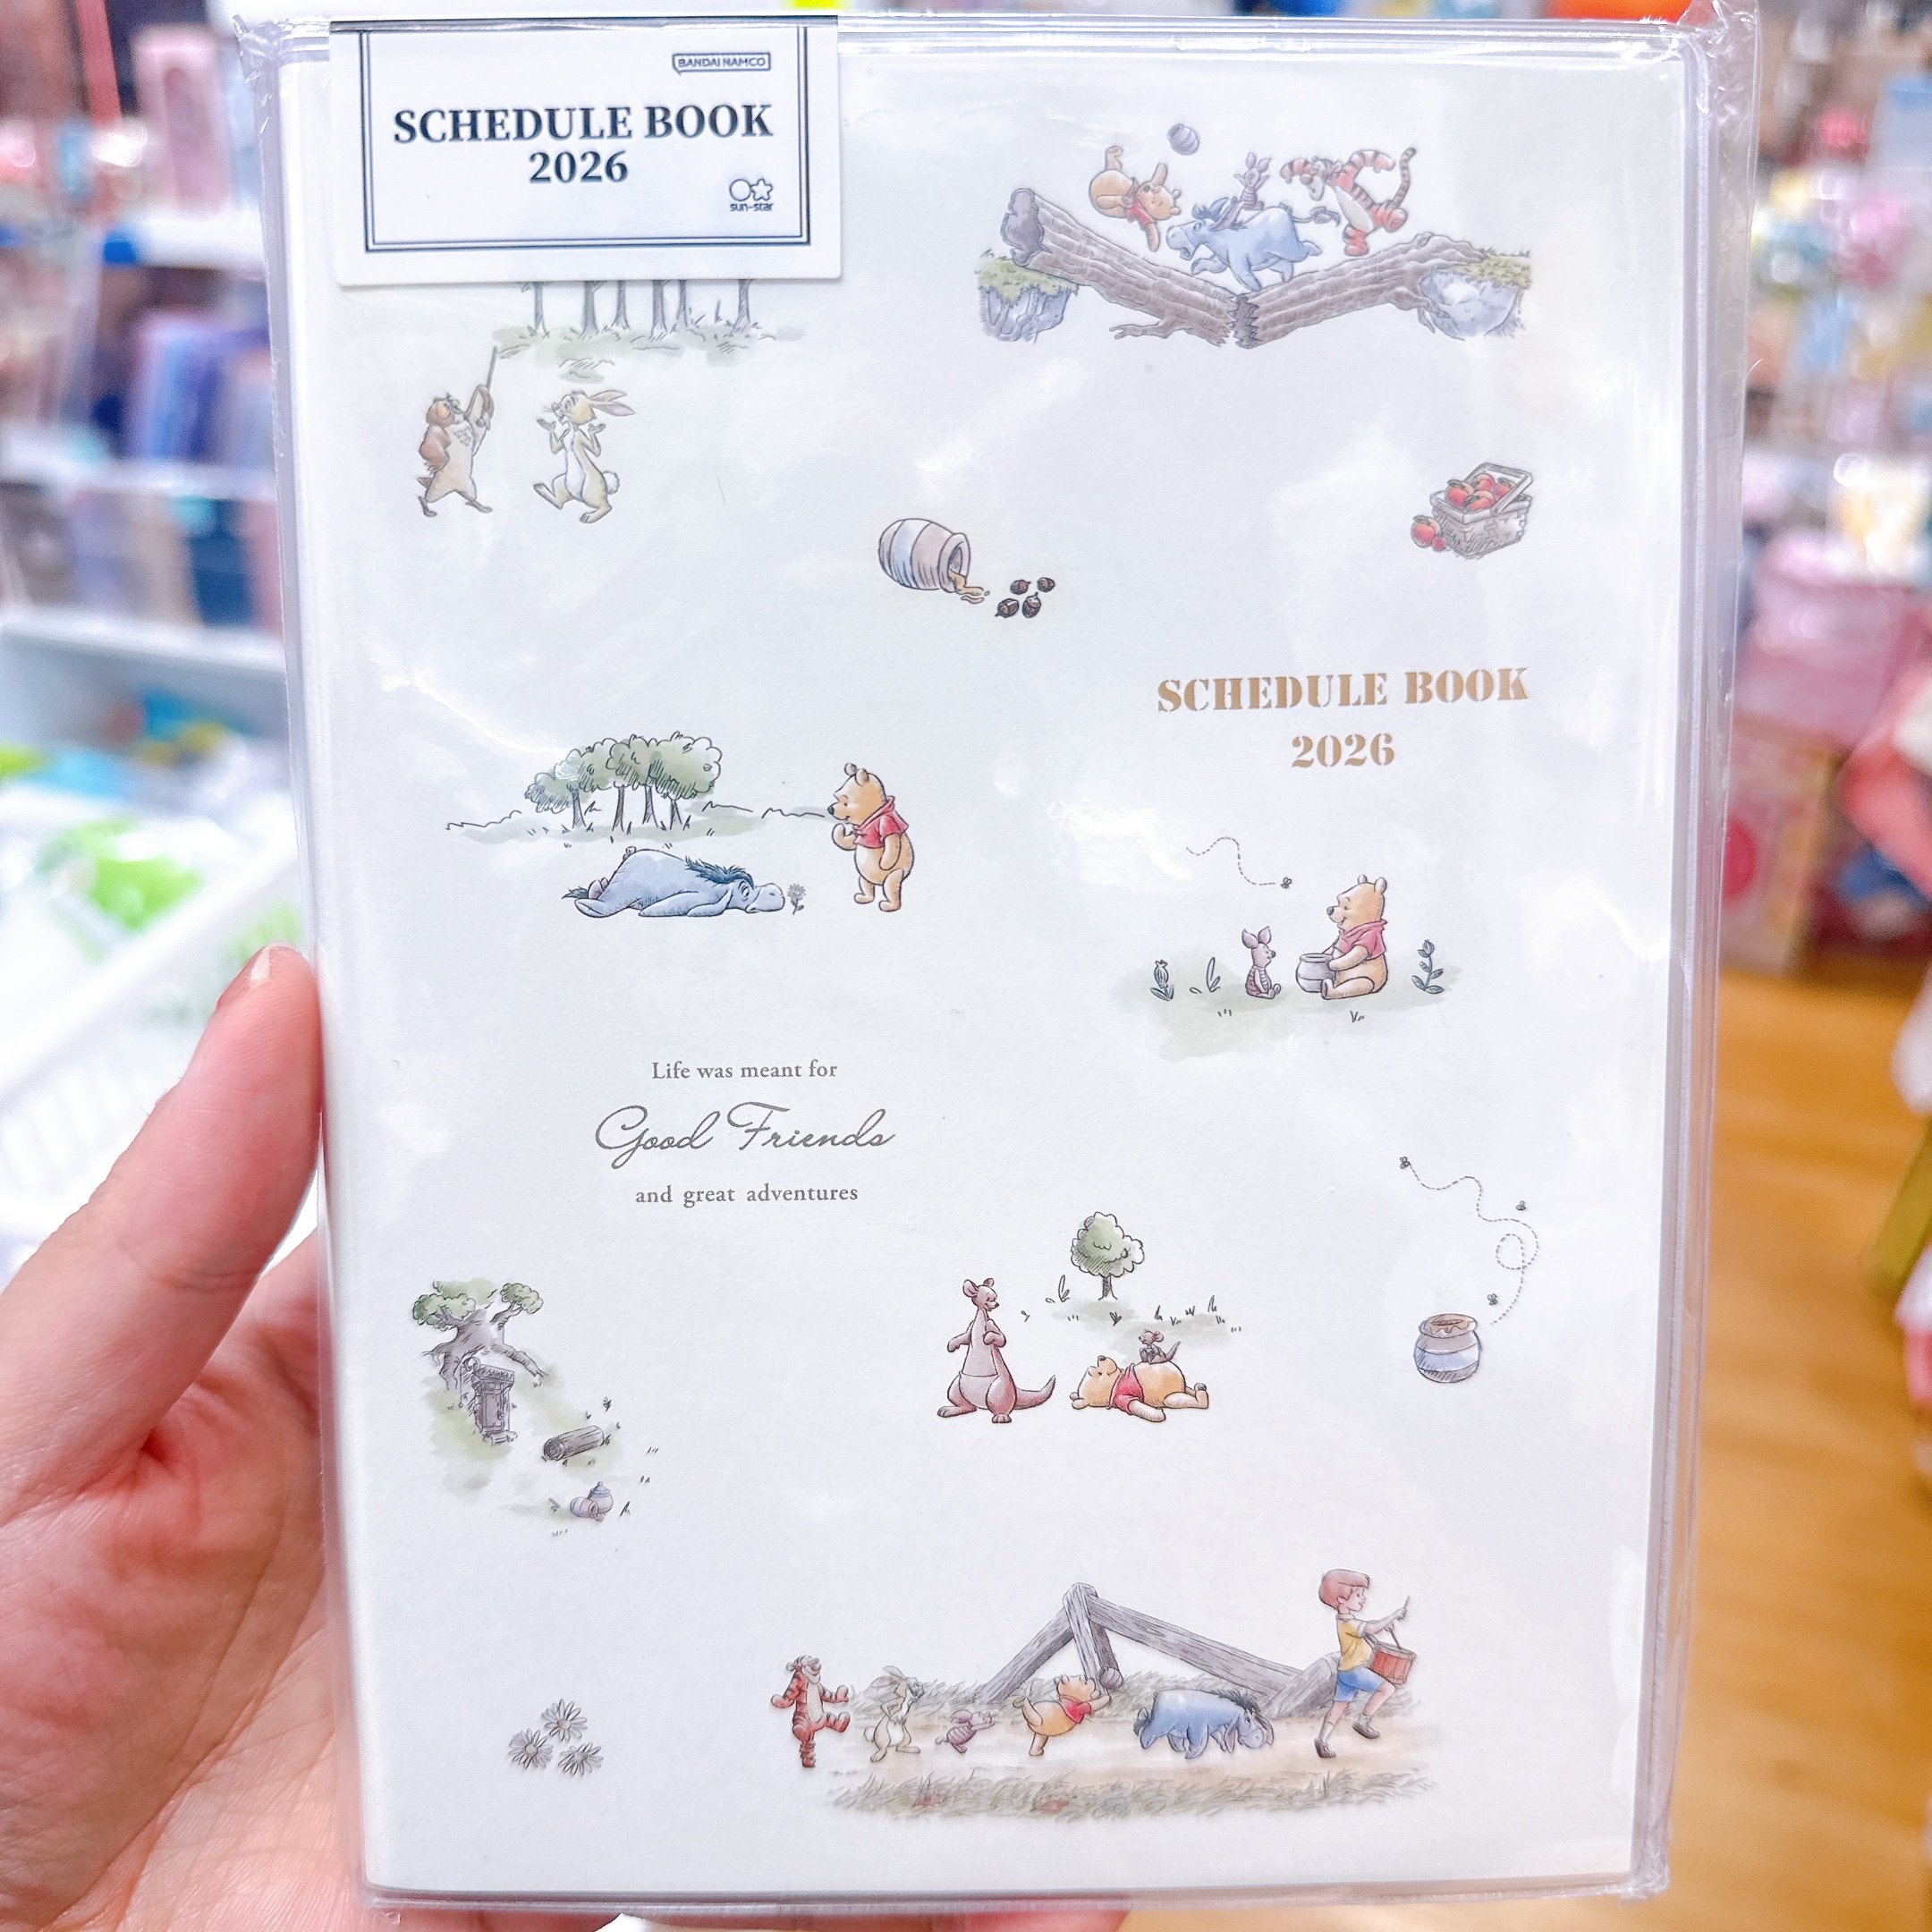 BANDAI NAMCO
SCHEDULE BOOK
2026
sun-star
SCHEDULE BOOK
2026
Life was meant for
Good Friends
and great adventures